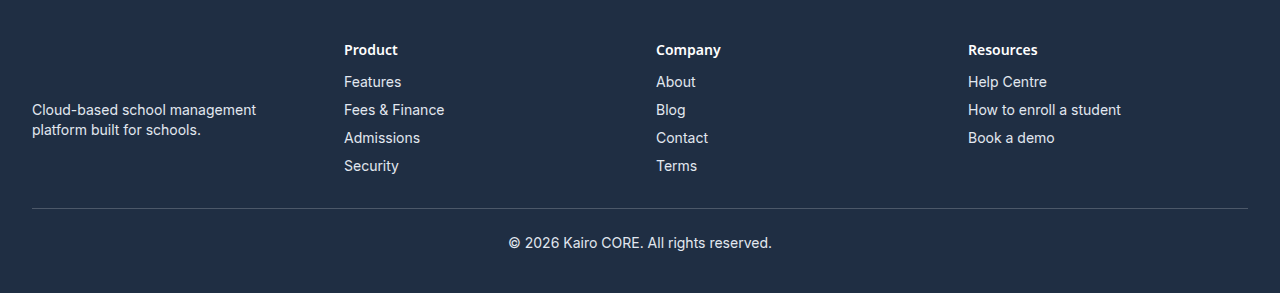 Cloud-based school management
platform built for schools.
Product
Features
Fees & Finance
Admissions
Security
Company
About
Blog
Contact
Terms
Resources
Help Centre
How to enroll a student
Book a demo
© 2026 Kairo CORE. All rights reserved.